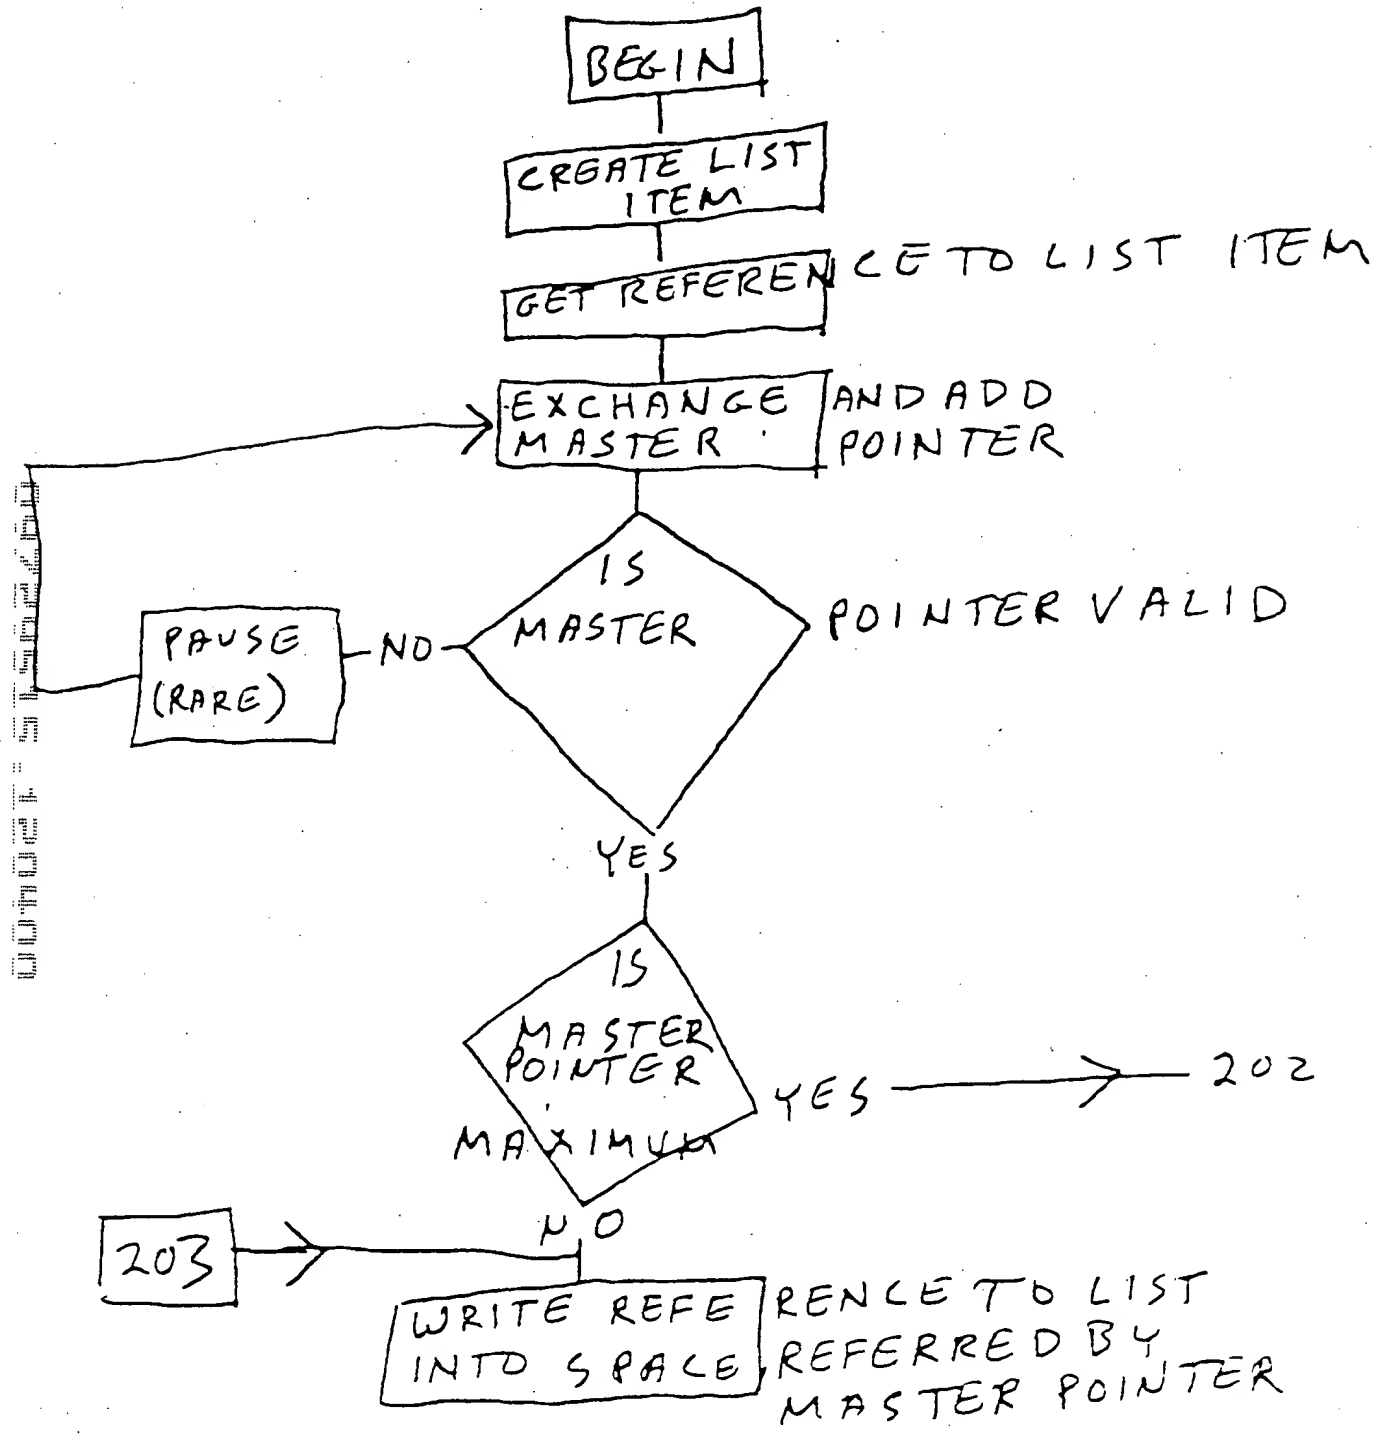 BEGIN
CREATE LIST
ITEM
GET REFERENCE TO LIST ITEM
EXCHANGE AND ADD
MASTER POINTER
IS
MASTER POINTER VALID
PAUSE
(RARE)
NO
YES
IS
MASTER
POINTER
MAXIMUM
YES
202
NO
203
WRITE REFERENCE TO LIST
INTO SPACE REFERRED BY
MASTER POINTER